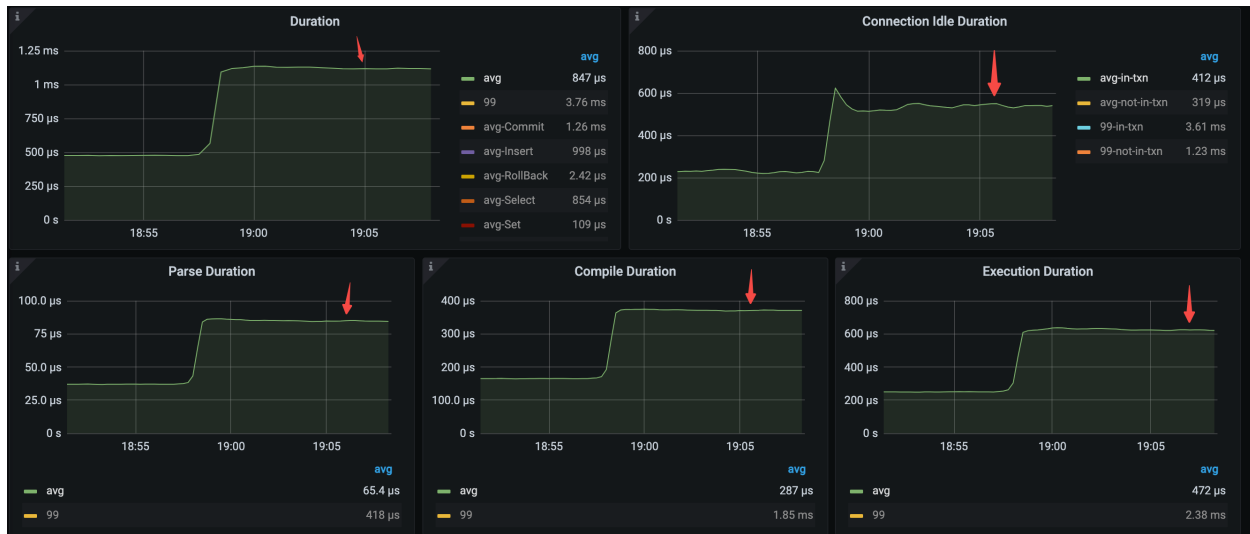 Duration
1.25 ms
1 ms
750 µs
500 µs
250 µs
0 s
18:55
19:00
19:05
avg
avg 847 µs
99 3.76 ms
avg-Commit 1.26 ms
avg-Insert 998 µs
avg-RollBack 2.42 µs
avg-Select 854 µs
avg-Set 109 µs
Connection Idle Duration
800 µs
600 µs
400 µs
200 µs
0 s
18:55
19:00
19:05
avg
avg-in-txn 412 µs
avg-not-in-txn 319 µs
99-in-txn 3.61 ms
99-not-in-txn 1.23 ms
Parse Duration
100.0 µs
75 µs
50.0 µs
25.0 µs
0 s
18:55
19:00
19:05
avg
avg 65.4 µs
99 418 µs
Compile Duration
400 µs
300 µs
200 µs
100.0 µs
0 s
18:55
19:00
19:05
avg
avg 287 µs
99 1.85 ms
Execution Duration
800 µs
600 µs
400 µs
200 µs
0 s
18:55
19:00
19:05
avg
avg 472 µs
99 2.38 ms